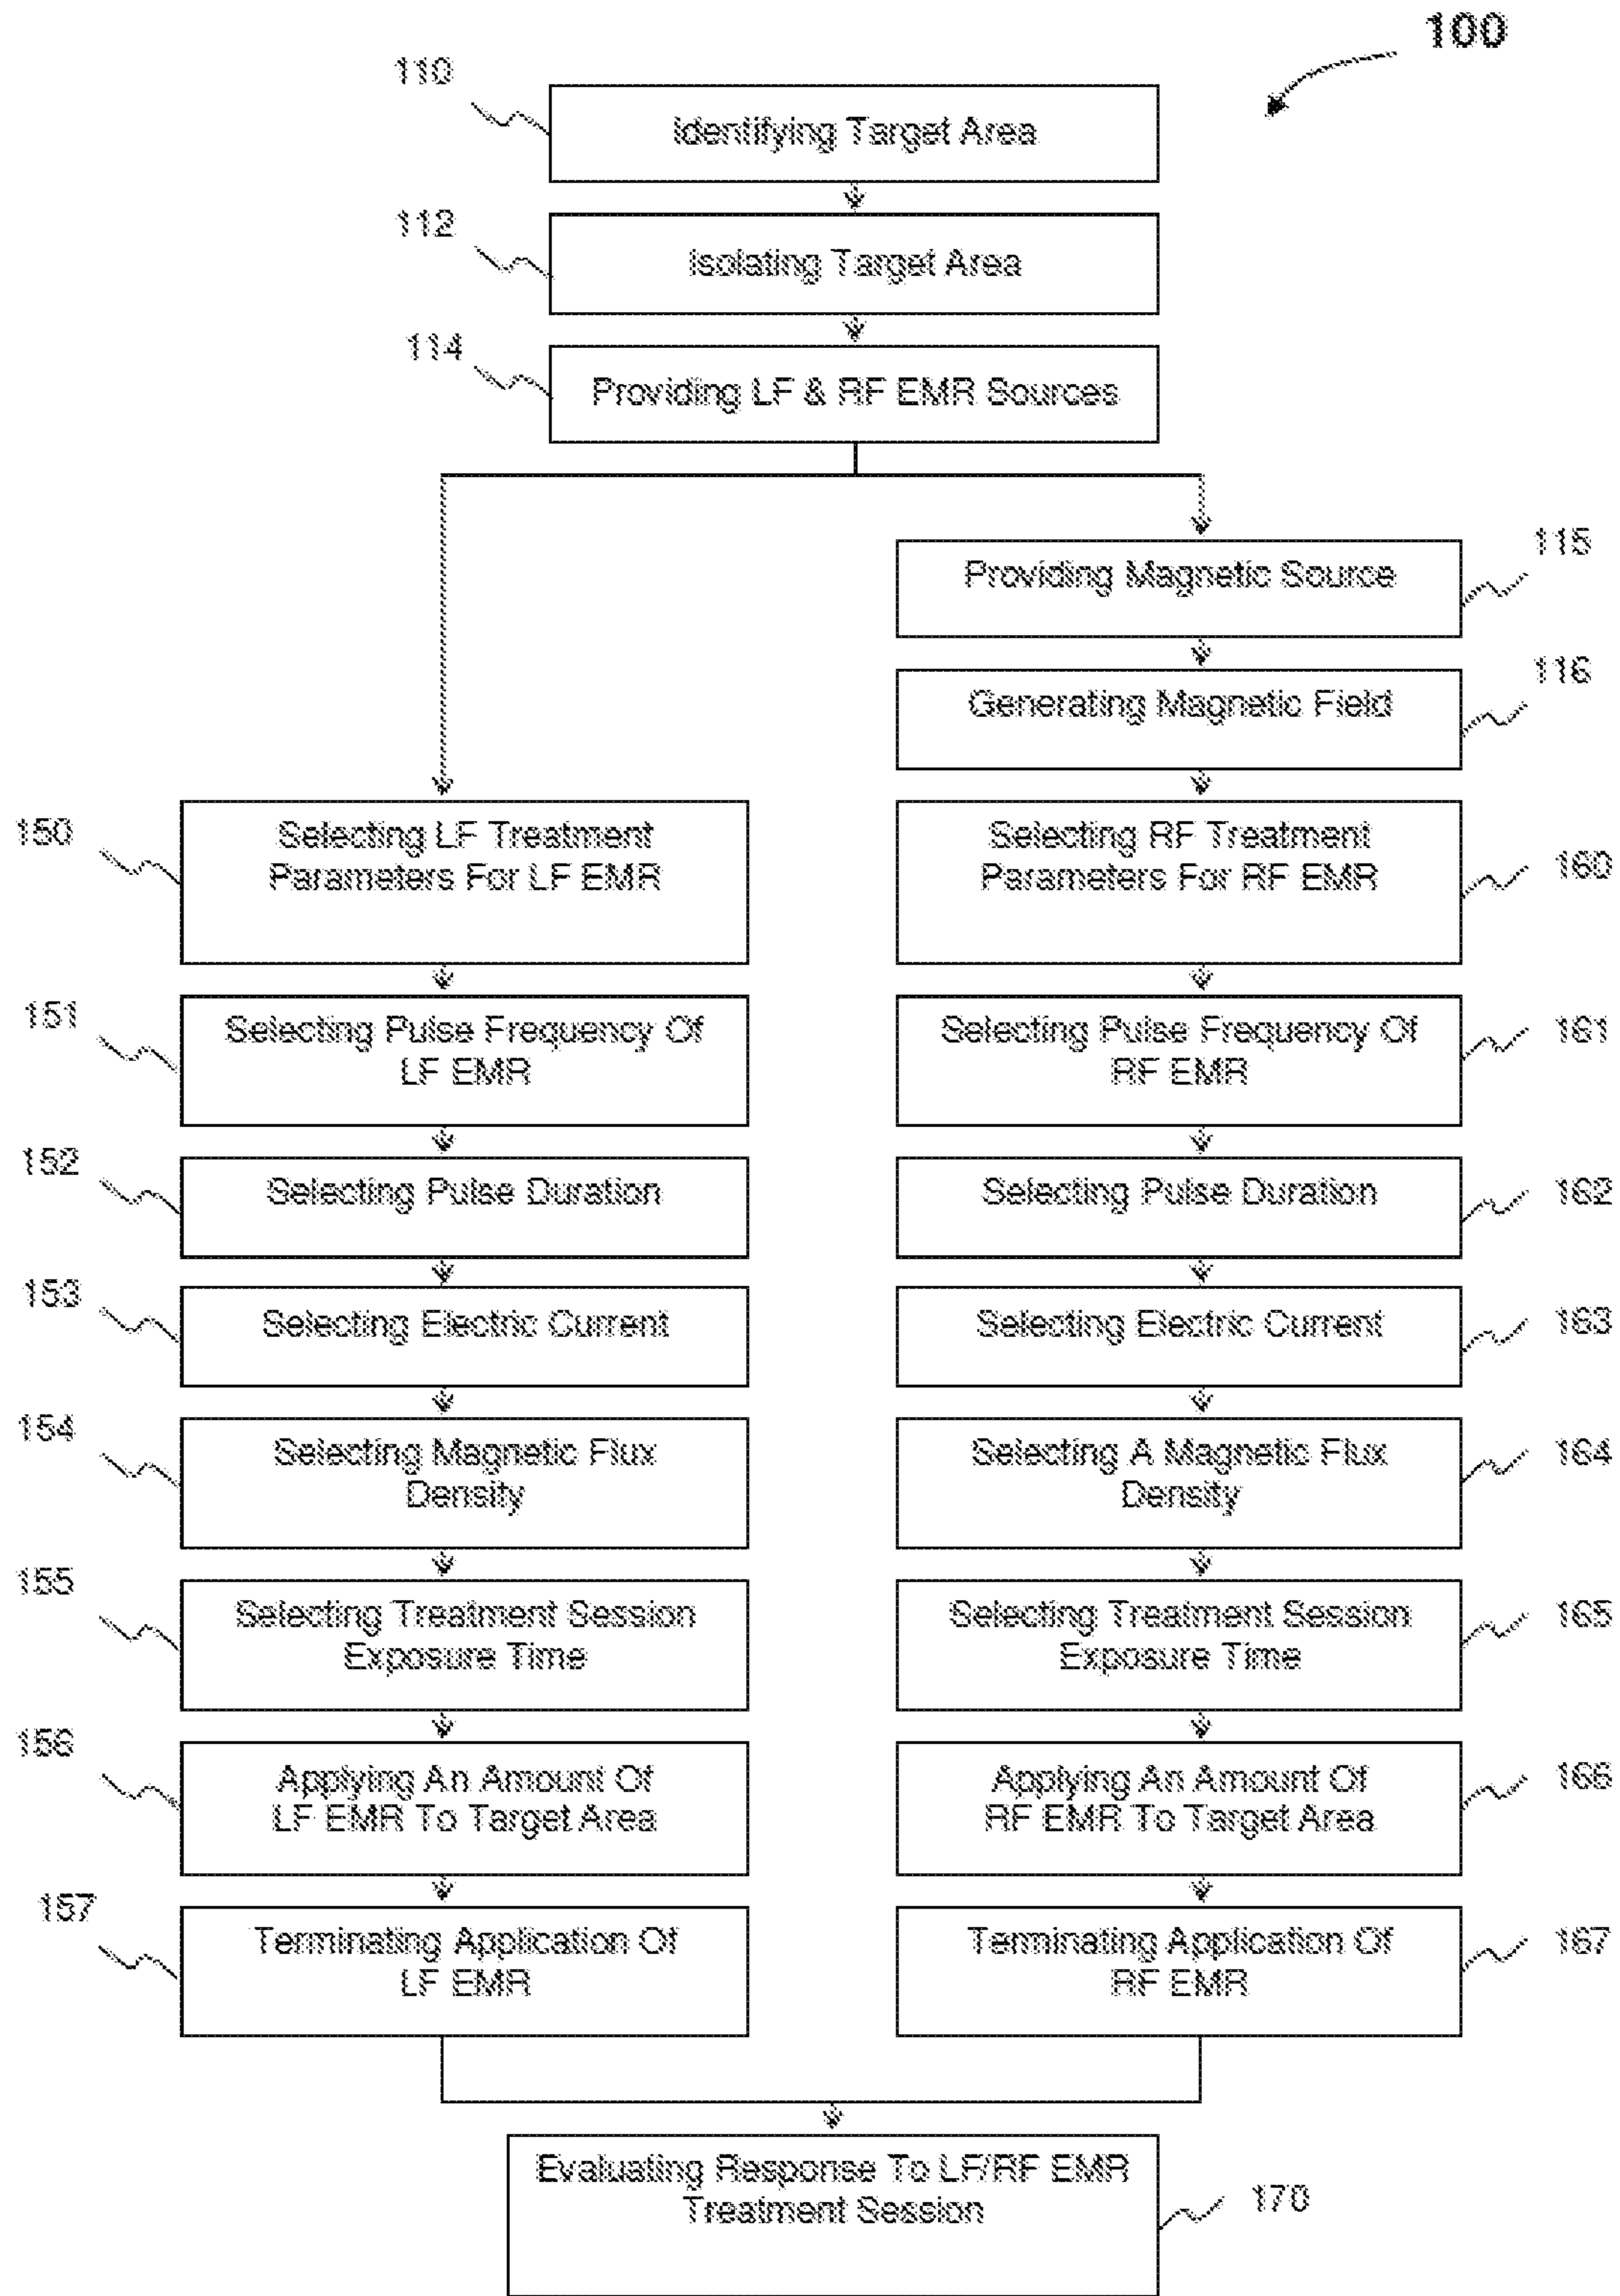 100
110
Identifying Target Area
112
Isolating Target Area
114
Providing LF & RF EMR Sources
115
Providing Magnetic Source
116
Generating Magnetic Field
150
Selecting LF Treatment
Parameters For LF EMR
160
Selecting RF Treatment
Parameters For RF EMR
151
Selecting Pulse Frequency Of
LF EMR
161
Selecting Pulse Frequency Of
RF EMR
152
Selecting Pulse Duration
162
Selecting Pulse Duration
153
Selecting Electric Current
163
Selecting Electric Current
154
Selecting Magnetic Flux
Density
164
Selecting A Magnetic Flux
Density
155
Selecting Treatment Session
Exposure Time
165
Selecting Treatment Session
Exposure Time
156
Applying An Amount Of
LF EMR To Target Area
166
Applying An Amount Of
RF EMR To Target Area
157
Terminating Application Of
LF EMR
167
Terminating Application Of
RF EMR
Evaluating Response To LF/RF EMR
Treatment Session
170